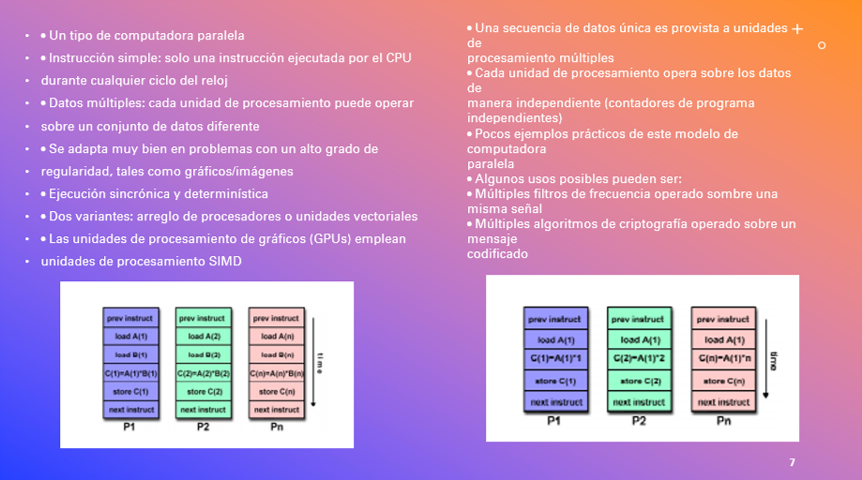 • • Un tipo de computadora paralela
• • Instrucción simple: solo una instrucción ejecutada por el CPU
• durante cualquier ciclo del reloj
• • Datos múltiples: cada unidad de procesamiento puede operar
• sobre un conjunto de datos diferente
• • Se adapta muy bien en problemas con un alto grado de
• regularidad, tales como gráficos/imágenes
• • Ejecución sincrónica y determinística
• • Dos variantes: arreglo de procesadores o unidades vectoriales
• • Las unidades de procesamiento de gráficos (GPUs) emplean
• unidades de procesamiento SIMD
prev instruct
load A(1)
load B(1)
C(1)=A(1)*B(1)
store C(1)
next instruct
P1
prev instruct
load A(2)
load B(2)
C(2)=A(2)*B(2)
store C(2)
next instruct
P2
prev instruct
load A(n)
load B(n)
C(n)=A(n)*B(n)
store C(n)
next instruct
Pn
time
• Una secuencia de datos única es provista a unidades
de
procesamiento múltiples
• Cada unidad de procesamiento opera sobre los datos
de
manera independiente (contadores de programa
independientes)
• Pocos ejemplos prácticos de este modelo de
computadora
paralela
• Algunos usos posibles pueden ser:
• Múltiples filtros de frecuencia operado sombre una
misma señal
• Múltiples algoritmos de criptografía operado sobre un
mensaje
codificado
prev instruct
load A(1)
C(1)=A(1)*1
store C(1)
next instruct
P1
prev instruct
load A(1)
C(2)=A(1)*2
store C(2)
next instruct
P2
prev instruct
load A(1)
C(n)=A(1)*n
store C(n)
next instruct
Pn
time
7